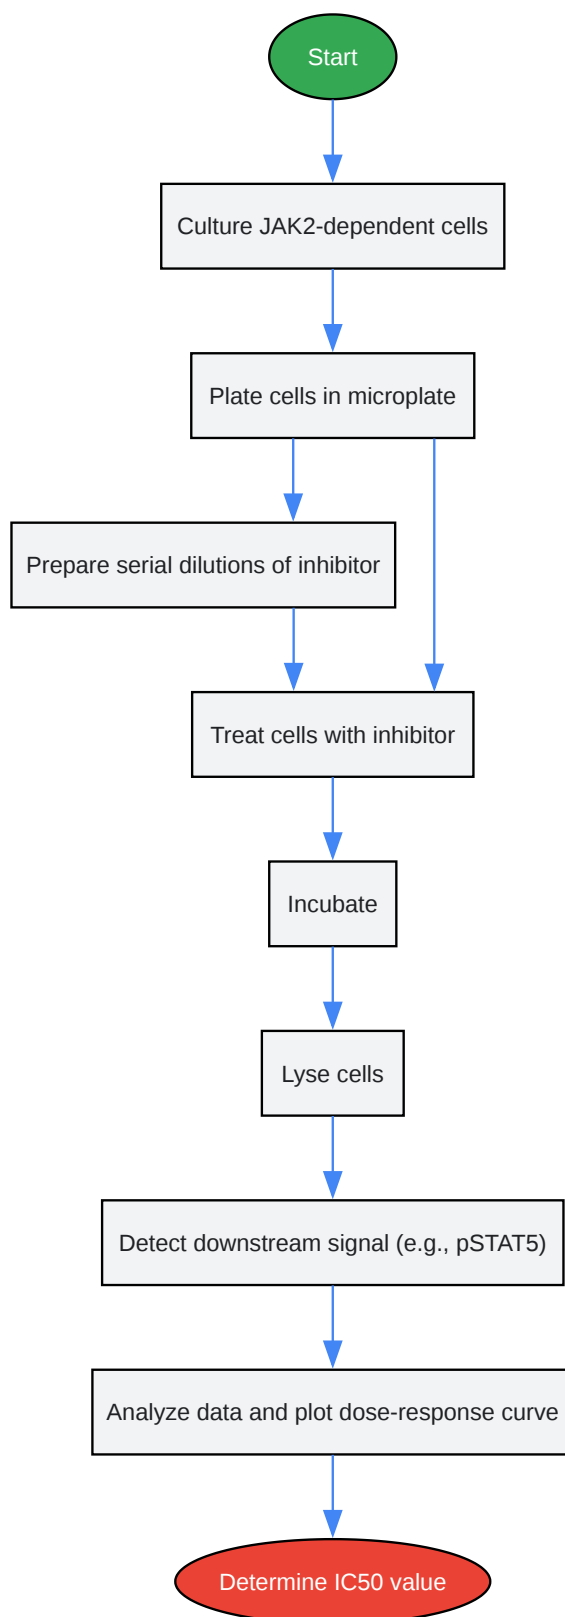 Start
Culture JAK2-dependent cells
Plate cells in microplate
Prepare serial dilutions of inhibitor
Treat cells with inhibitor
Incubate
Lyse cells
Detect downstream signal (e.g., pSTAT5)
Analyze data and plot dose-response curve
Determine IC50 value